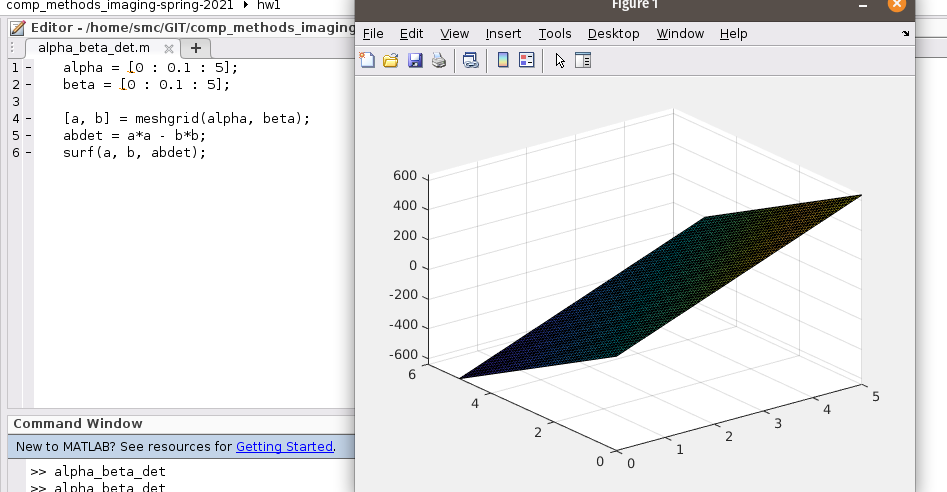 comp_methods_imaging-spring-2021 ▸ hw1
Figure 1
Editor - /home/smc/GIT/comp_methods_imaging
alpha_beta_det.m × +
1 - alpha = [0 : 0.1 : 5];
2 - beta = [0 : 0.1 : 5];
3
4 - [a, b] = meshgrid(alpha, beta);
5 - abdet = a*a - b*b;
6 - surf(a, b, abdet);
File Edit View Insert Tools Desktop Window Help
600
400
200
0
-200
-400
-600
6
4
2
0
0
1
2
3
4
5
Command Window
New to MATLAB? See resources for Getting Started.
>> alpha_beta_det
>> alpha_beta_det